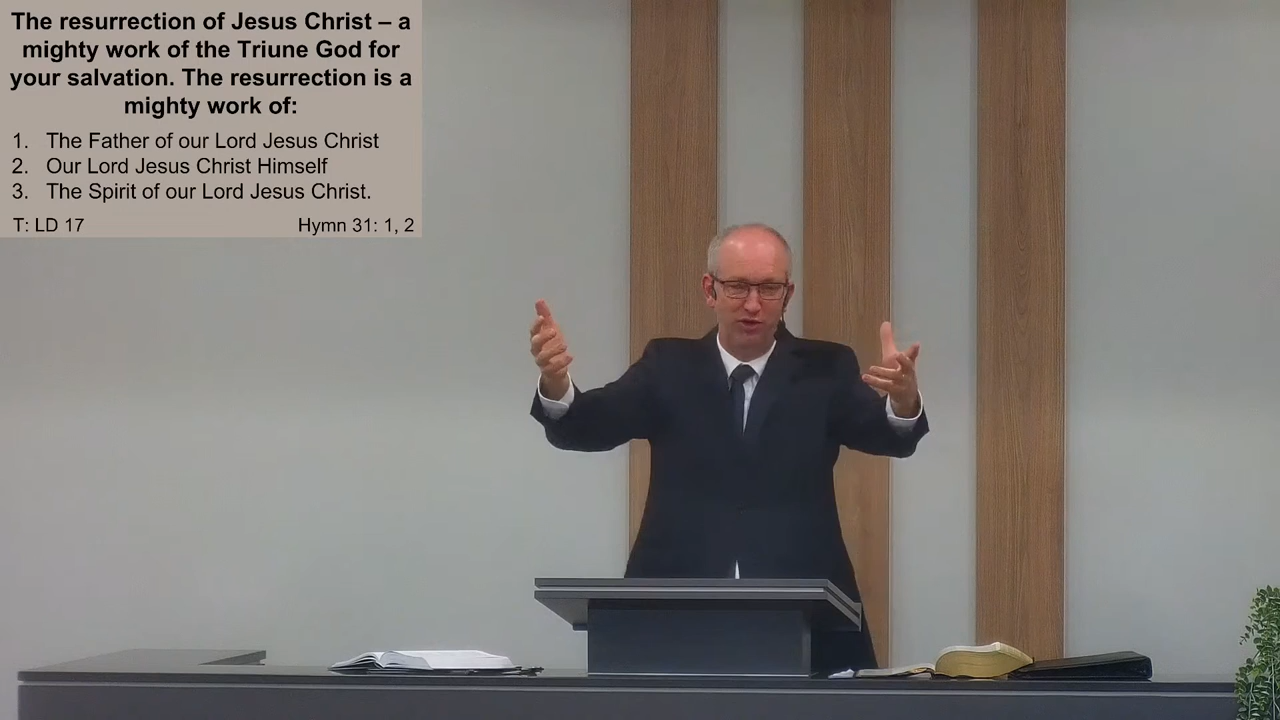 The resurrection of Jesus Christ – a
mighty work of the Triune God for
your salvation. The resurrection is a
mighty work of:
1. The Father of our Lord Jesus Christ
2. Our Lord Jesus Christ Himself
3. The Spirit of our Lord Jesus Christ.
T: LD 17 Hymn 31: 1, 2